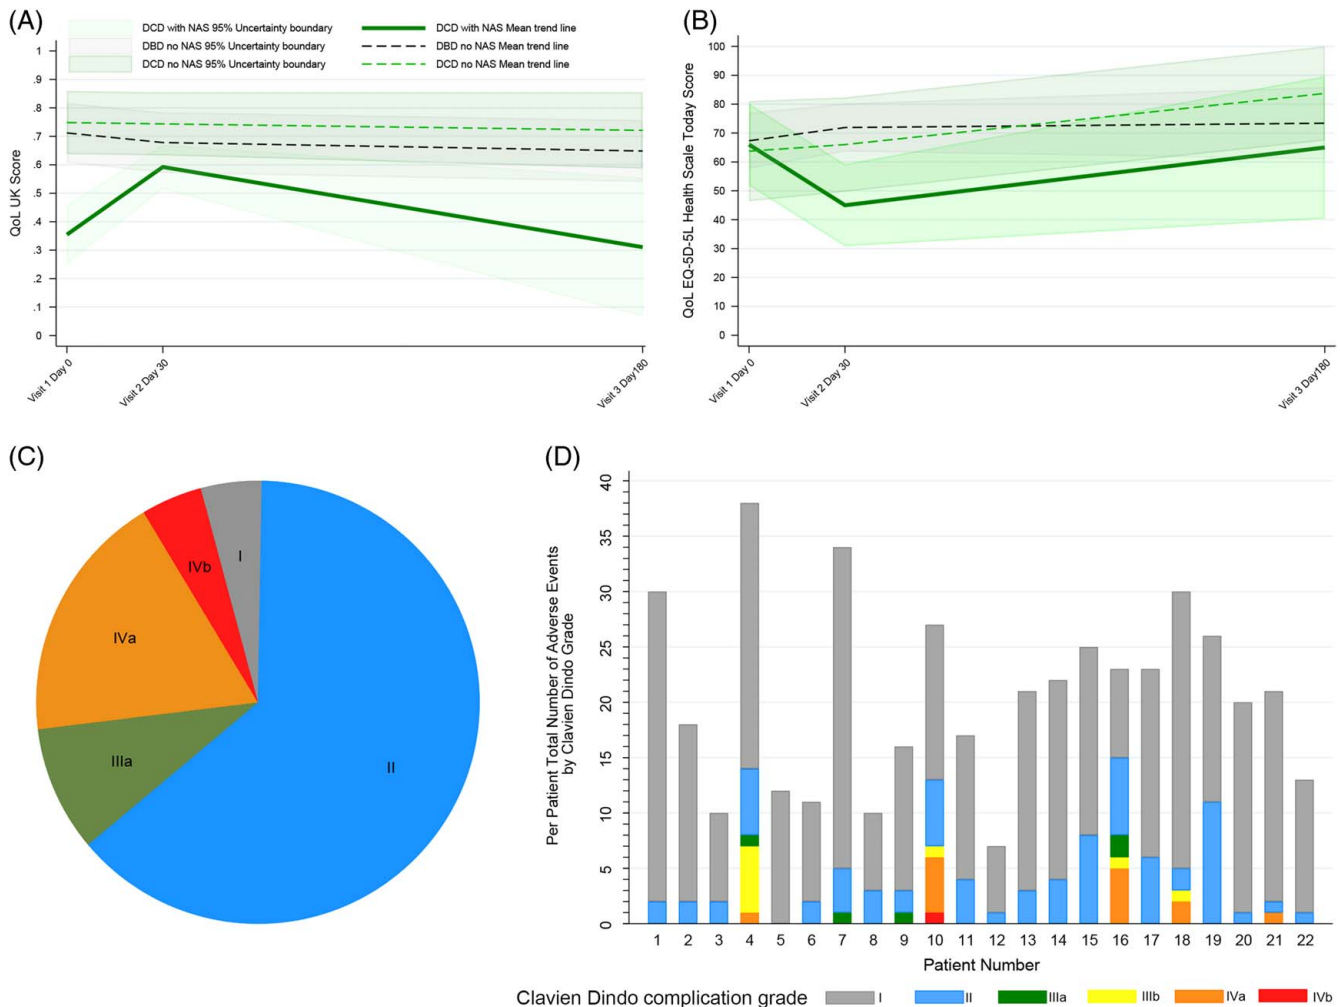 (A)
DCD with NAS 95% Uncertainty boundary
DCD with NAS Mean trend line
DBD no NAS 95% Uncertainty boundary
DBD no NAS Mean trend line
DCD no NAS 95% Uncertainty boundary
DCD no NAS Mean trend line
QoL UK Score
1
.9
.8
.7
.6
.5
.4
.3
.2
.1
0
Visit 1 Day 0
Visit 2 Day 30
Visit 3 Day180
(B)
QoL EQ-5D-5L Health Scale Today Score
100
90
80
70
60
50
40
30
20
10
0
Visit 1 Day 0
Visit 2 Day 30
Visit 3 Day180
(C)
I
IVb
IVa
IIIa
II
(D)
Per Patient Total Number of Adverse Events
by Clavien Dindo Grade
40
35
30
25
20
15
10
5
0
1 2 3 4 5 6 7 8 9 10 11 12 13 14 15 16 17 18 19 20 21 22
Patient Number
Clavien Dindo complication grade I II IIIa IIIb IVa IVb